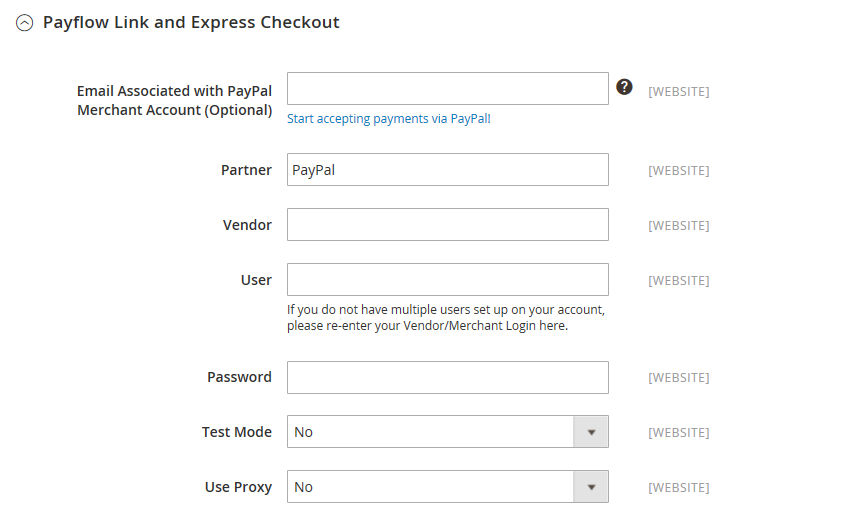 Payflow Link and Express Checkout
Email Associated with PayPal
Merchant Account (Optional)
?
[WEBSITE]
Start accepting payments via PayPal!
Partner
PayPal
[WEBSITE]
Vendor
[WEBSITE]
User
[WEBSITE]
If you do not have multiple users set up on your account,
please re-enter your Vendor/Merchant Login here.
Password
[WEBSITE]
Test Mode
No
[WEBSITE]
Use Proxy
No
[WEBSITE]